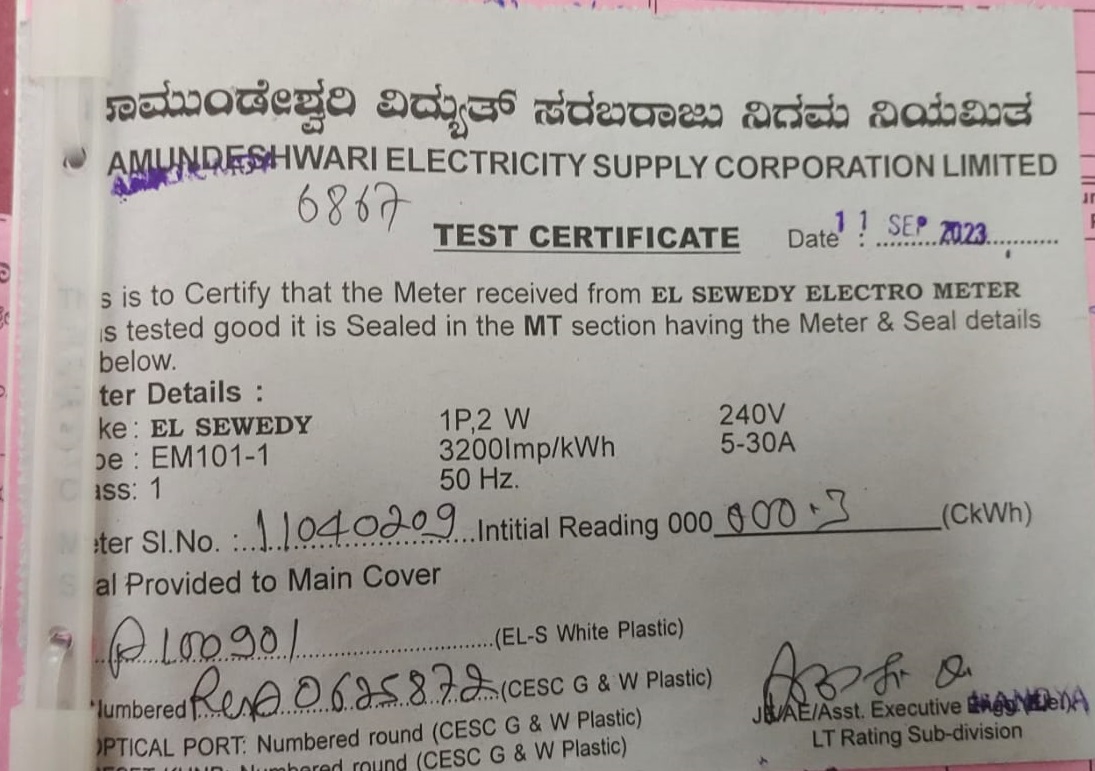 ಾಮುಂಡೇಶ್ವರಿ ವಿದ್ಯುತ್ ಸರಬರಾಜು ನಿಗಮ ನಿಯಮಿತ
AMUNDESHWARI ELECTRICITY SUPPLY CORPORATION LIMITED
6867
TEST CERTIFICATE Date : 11 SEP 2023
s is to Certify that the Meter received from EL SEWEDY ELECTRO METER
s tested good it is Sealed in the MT section having the Meter & Seal details
below.
ter Details :
ke : EL SEWEDY 1P,2 W 240V
pe : EM101-1 3200Imp/kWh 5-30A
ass: 1 50 Hz.
eter Sl.No. : 11040209 Intitial Reading 000 000.3 (CkWh)
al Provided to Main Cover
A100901 (EL-S White Plastic)
Numbered 0625872 (CESC G & W Plastic)
OPTICAL PORT: Numbered round (CESC G & W Plastic)
Numbered round (CESC G & W Plastic)
JE/AE/Asst. Executive
LT Rating Sub-division